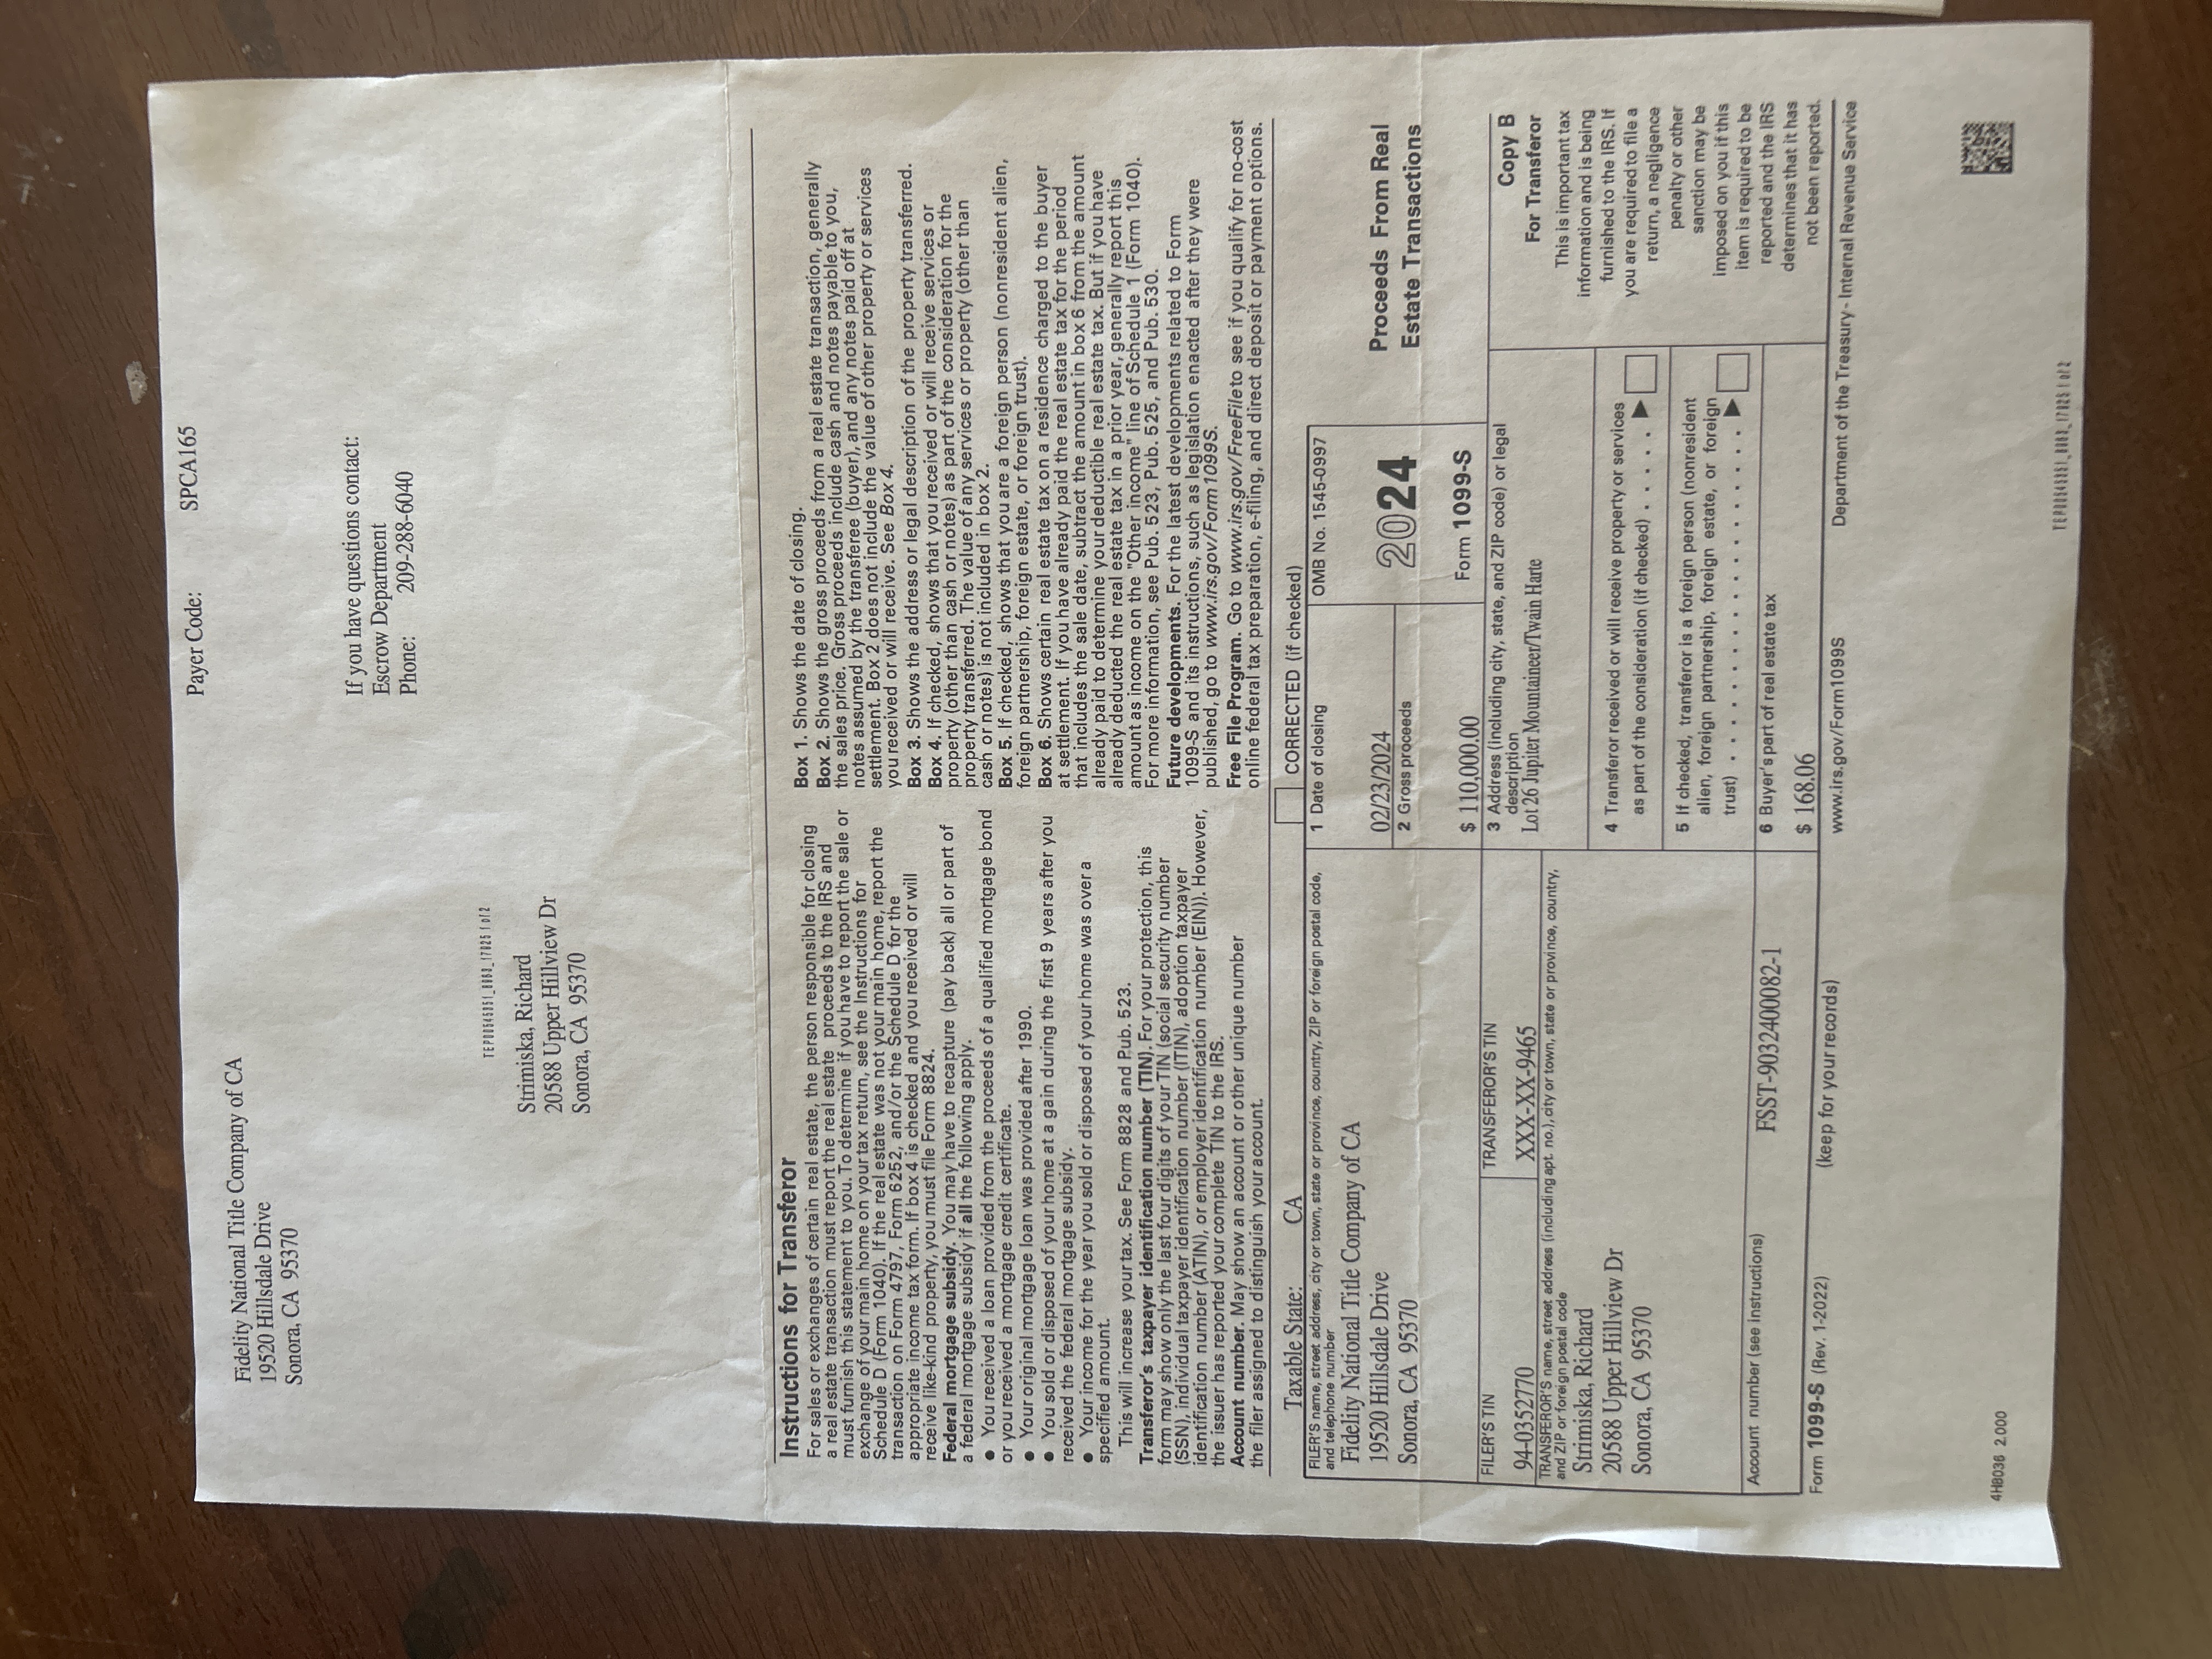 Payer Code: SPCA165
Fidelity National Title Company of CA
19520 Hillsdale Drive
Sonora, CA 95370
If you have questions contact:
Escrow Department
Phone: 209-288-6040
Strimiska, Richard
20588 Upper Hillview Dr
Sonora, CA 95370
Instructions for Transferor
For sales or exchanges of certain real estate, the person responsible for closing
a real estate transaction must report the real estate proceeds to the IRS and
must furnish this statement to you. To determine if you have to report the sale or
exchange of your main home on your tax return, see the Instructions for
Schedule D (Form 1040). If the real estate was not your main home, report the
transaction on Form 4797, Form 6252, and/or the Schedule D for the
appropriate income tax form. If box 4 is checked and you received or will
receive like-kind property, you must file Form 8824.
Federal mortgage subsidy. You may have to recapture (pay back) all or part of
a federal mortgage subsidy if all the following apply.
● You received a loan provided from the proceeds of a qualified mortgage bond
or you received a mortgage credit certificate.
● Your original mortgage loan was provided after 1990.
● You sold or disposed of your home at a gain during the first 9 years after you
received the federal mortgage subsidy.
● Your income for the year you sold or disposed of your home was over a
specified amount.
This will increase your tax. See Form 8828 and Pub. 523.
Transferor's taxpayer identification number (TIN). For your protection, this
form may show only the last four digits of your TIN (social security number
(SSN), individual taxpayer identification number (ITIN), adoption taxpayer
identification number (ATIN), or employer identification number (EIN)). However,
the issuer has reported your complete TIN to the IRS.
Account number. May show an account or other unique number
the filer assigned to distinguish your account.
Box 1. Shows the date of closing.
Box 2. Shows the gross proceeds from a real estate transaction, generally
the sales price. Gross proceeds include cash and notes payable to you,
notes assumed by the transferee (buyer), and any notes paid off at
settlement. Box 2 does not include the value of other property or services
you received or will receive. See Box 4.
Box 3. Shows the address or legal description of the property transferred.
Box 4. If checked, shows that you received or will receive services or
property (other than cash or notes) as part of the consideration for the
property transferred. The value of any services or property (other than
cash or notes) is not included in box 2.
Box 5. If checked, shows that you are a foreign person (nonresident alien,
foreign partnership, foreign estate, or foreign trust).
Box 6. Shows certain real estate tax on a residence charged to the buyer
at settlement. If you have already paid the real estate tax for the period
that includes the sale date, subtract the amount in box 6 from the amount
already paid to determine your deductible real estate tax. But if you have
already deducted the real estate tax in a prior year, generally report this
amount as income on the "Other income" line of Schedule 1 (Form 1040).
For more information, see Pub. 523, Pub. 525, and Pub. 530.
Future developments. For the latest developments related to Form
1099-S and its instructions, such as legislation enacted after they were
published, go to www.irs.gov/Form1099S.
Free File Program. Go to www.irs.gov/FreeFile to see if you qualify for no-cost
online federal tax preparation, e-filing, and direct deposit or payment options.
Taxable State: CA
CORRECTED (if checked)
FILER'S name, street address, city or town, state or province, country, ZIP or foreign postal code,
and telephone number
Fidelity National Title Company of CA
19520 Hillsdale Drive
Sonora, CA 95370
1 Date of closing
02/23/2024
2 Gross proceeds
$ 110,000.00
OMB No. 1545-0997
2024
Form 1099-S
Proceeds From Real
Estate Transactions
FILER'S TIN
94-0352770
TRANSFEROR'S TIN
XXX-XX-9465
3 Address (including city, state, and ZIP code) or legal
description
Lot 26 Jupiter Mountaineer/Twain Harte
TRANSFEROR'S name, street address (including apt. no.), city or town, state or province, country,
and ZIP or foreign postal code
Strimiska, Richard
20588 Upper Hillview Dr
Sonora, CA 95370
4 Transferor received or will receive property or services
as part of the consideration (if checked) . . . . . ▶
5 If checked, transferor is a foreign person (nonresident
alien, foreign partnership, foreign estate, or foreign
trust) . . . . . . . . . . . . . . . . . . ▶
Account number (see instructions)
FSST-9032400082-1
6 Buyer's part of real estate tax
$ 168.06
Copy B
For Transferor
This is important tax
information and is being
furnished to the IRS. If
you are required to file a
return, a negligence
penalty or other
sanction may be
imposed on you if this
item is required to be
reported and the IRS
determines that it has
not been reported.
Form 1099-S (Rev. 1-2022)
(keep for your records)
www.irs.gov/Form1099S
Department of the Treasury - Internal Revenue Service
4H8036 2.000